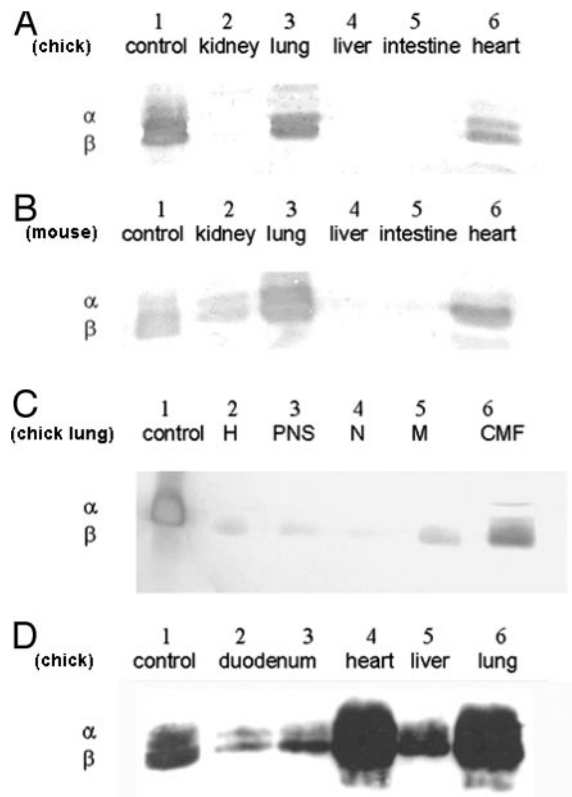 A 1 2 3 4 5 6
(chick) control kidney lung liver intestine heart
α
β
B 1 2 3 4 5 6
(mouse) control kidney lung liver intestine heart
α
β
C 1 2 3 4 5 6
(chick lung) control H PNS N M CMF
α
β
D 1 2 3 4 5 6
(chick) control duodenum heart liver lung
α
β